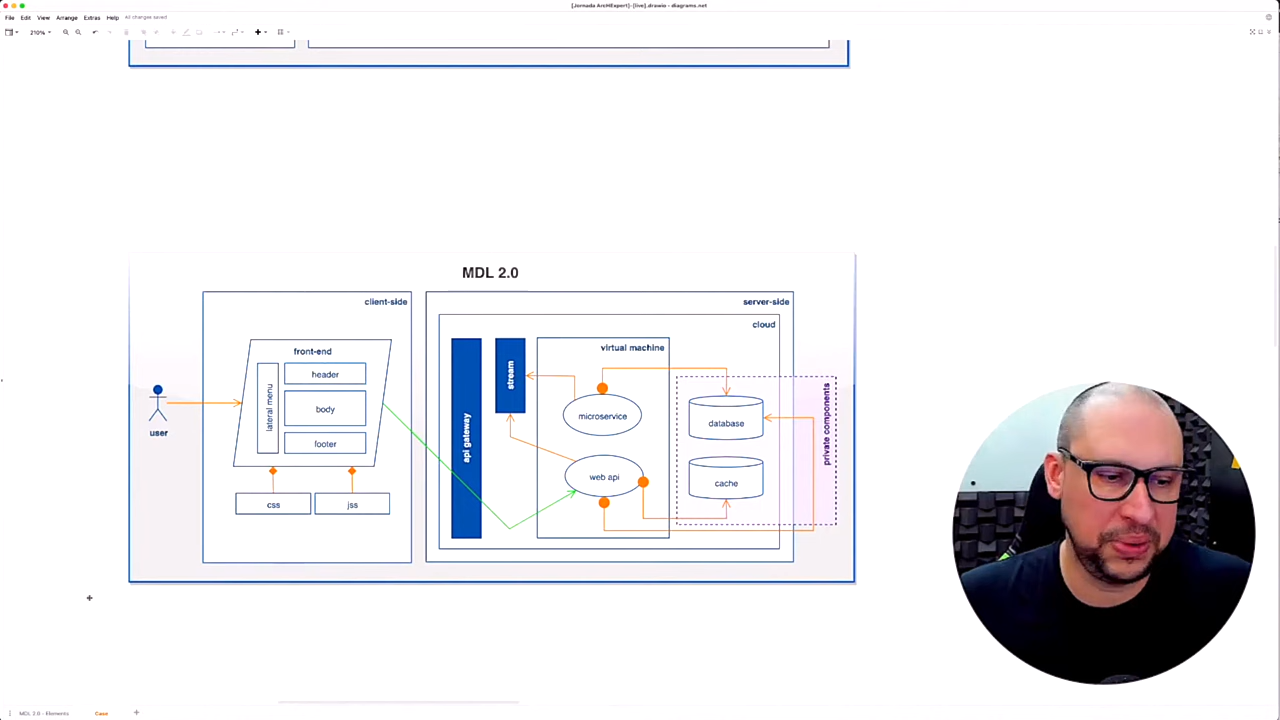 [Jornada ArcHExpert]-[live].drawio - diagrams.net
File Edit View Arrange Extras Help All changes saved
210%
MDL 2.0
client-side
server-side
cloud
front-end
virtual machine
header
lateral menu
body
footer
stream
api gateway
microservice
web api
database
cache
private components
user
css
jss
MDL 2.0 - Elements Case